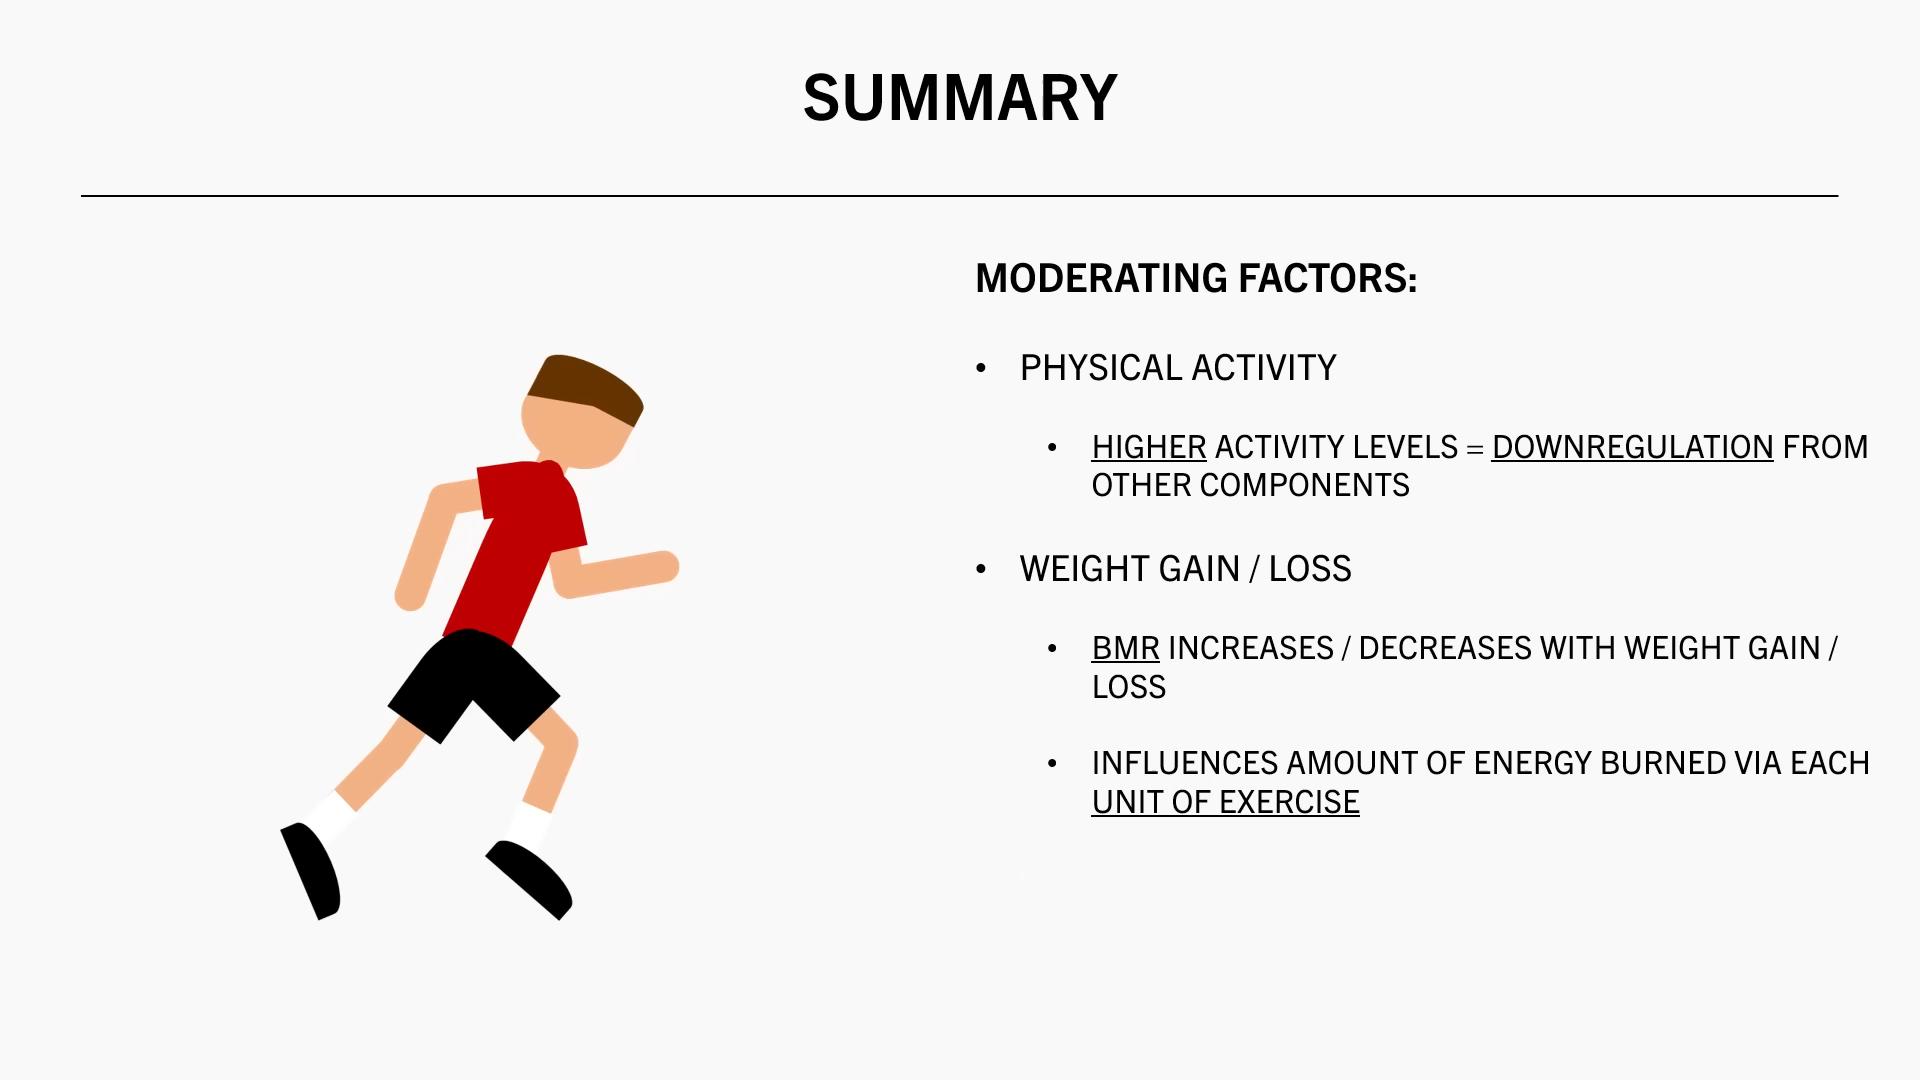 SUMMARY
MODERATING FACTORS:
• PHYSICAL ACTIVITY
• HIGHER ACTIVITY LEVELS = DOWNREGULATION FROM
OTHER COMPONENTS
• WEIGHT GAIN / LOSS
• BMR INCREASES / DECREASES WITH WEIGHT GAIN /
LOSS
• INFLUENCES AMOUNT OF ENERGY BURNED VIA EACH
UNIT OF EXERCISE